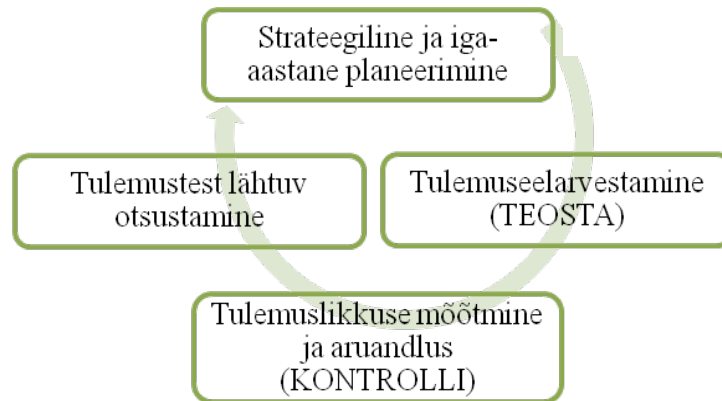 Strateegiline ja iga-
aastane planeerimine
Tulemustest lähtuv
otsustamine
Tulemuseelarvestamine
(TEOSTA)
Tulemuslikkuse mõõtmine
ja aruandlus
(KONTROLLI)